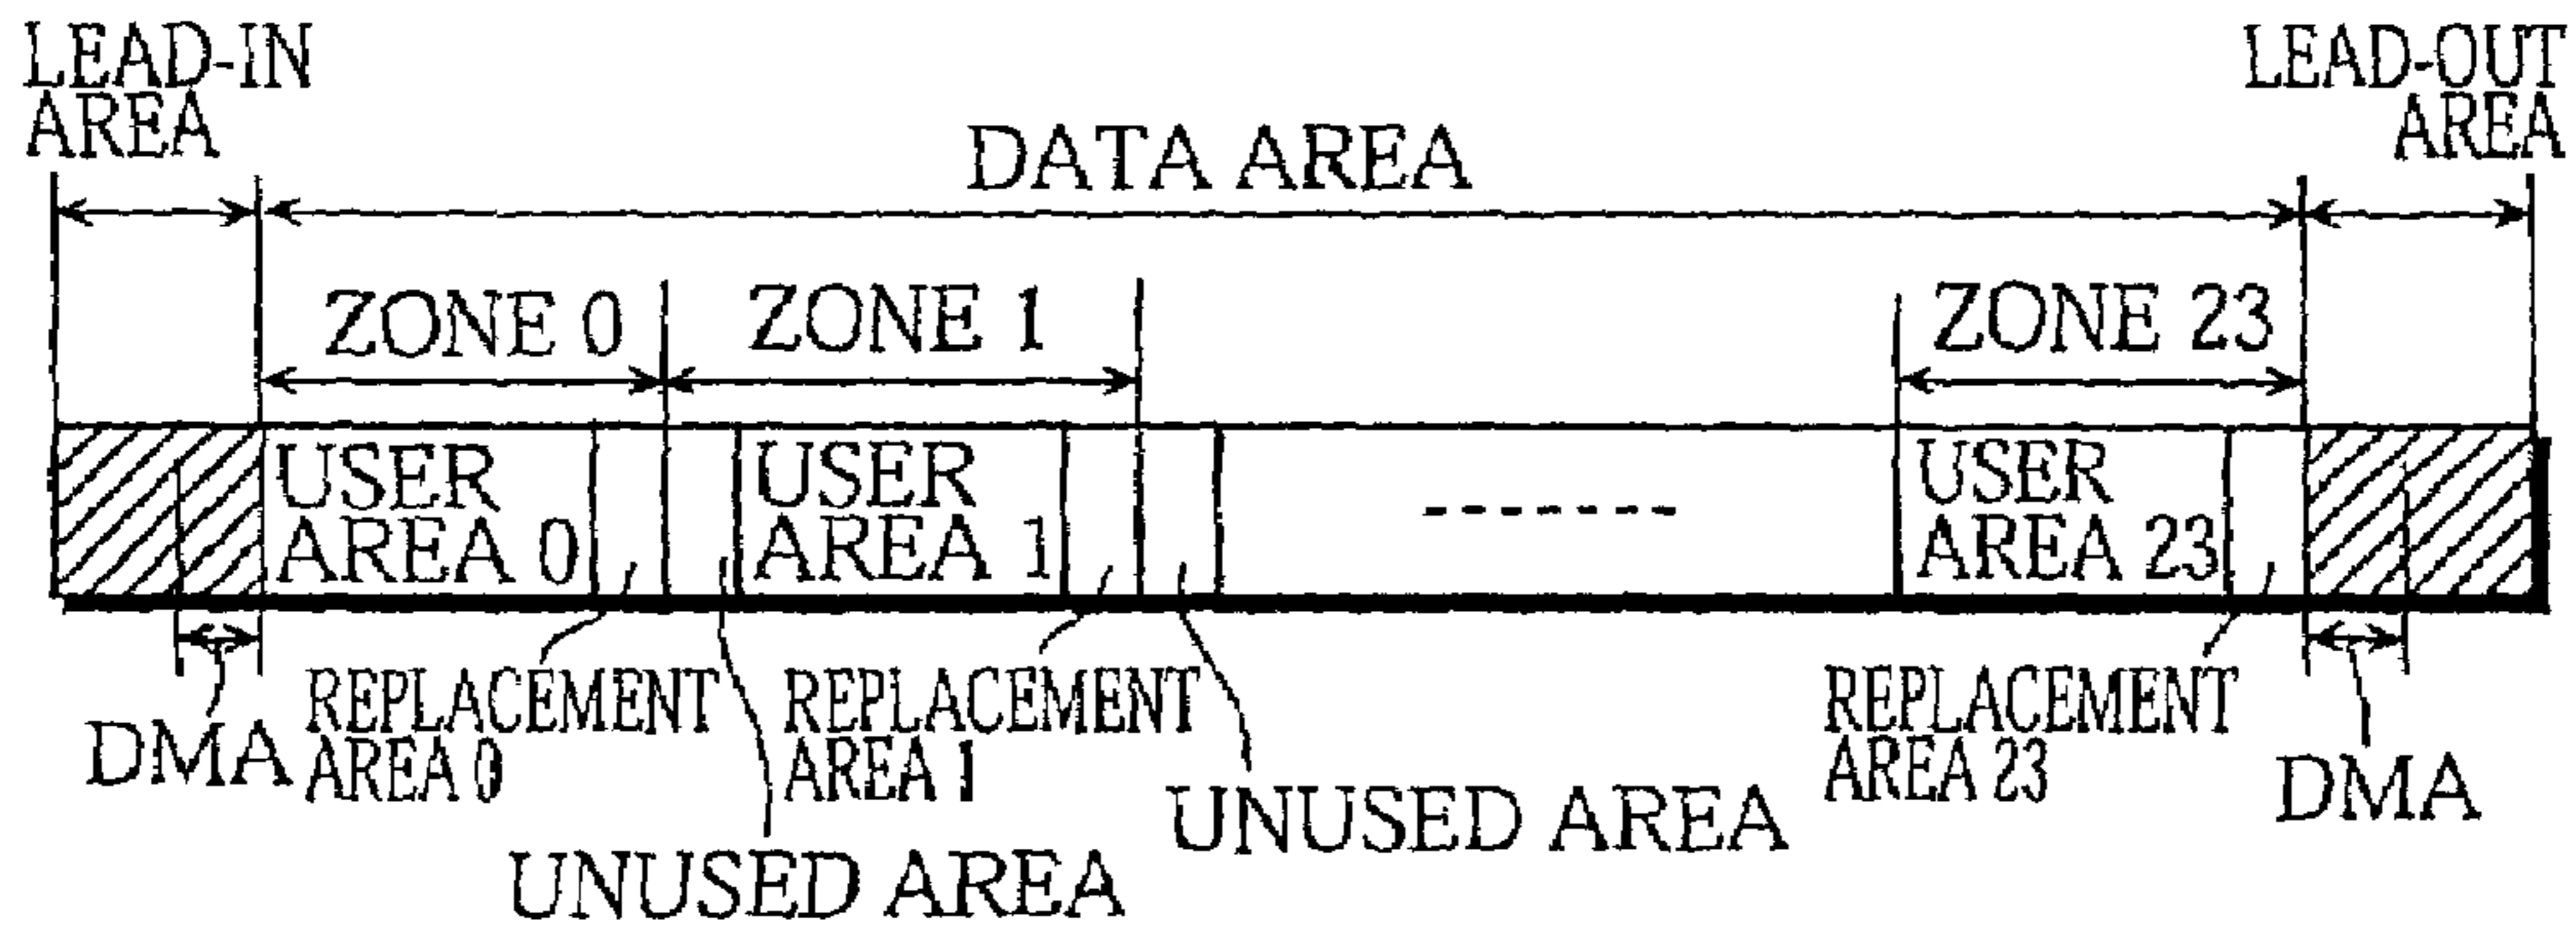 LEAD-IN
AREA
DATA AREA
LEAD-OUT
AREA
ZONE 0
ZONE 1
ZONE 23
USER
AREA 0
USER
AREA 1
USER
AREA 23
DMA
REPLACEMENT
AREA 0
UNUSED AREA
REPLACEMENT
AREA 1
UNUSED AREA
REPLACEMENT
AREA 23
DMA